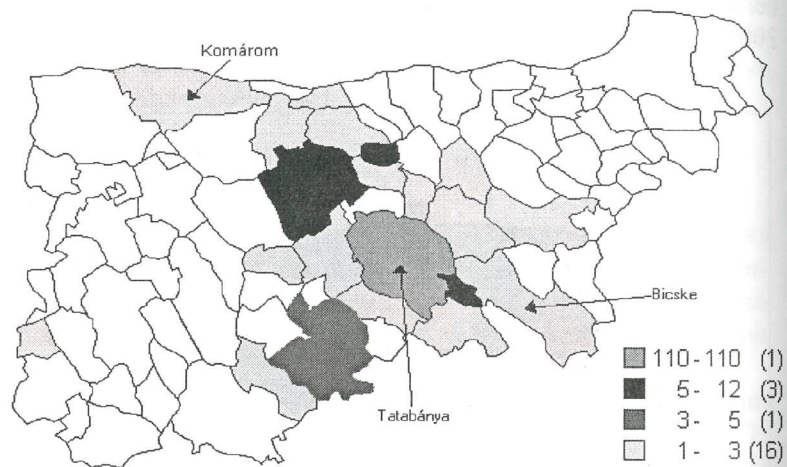 Komárom
Bicske
Tatabánya
110 - 110 (1)
5 - 12 (3)
3 - 5 (1)
1 - 3 (16)